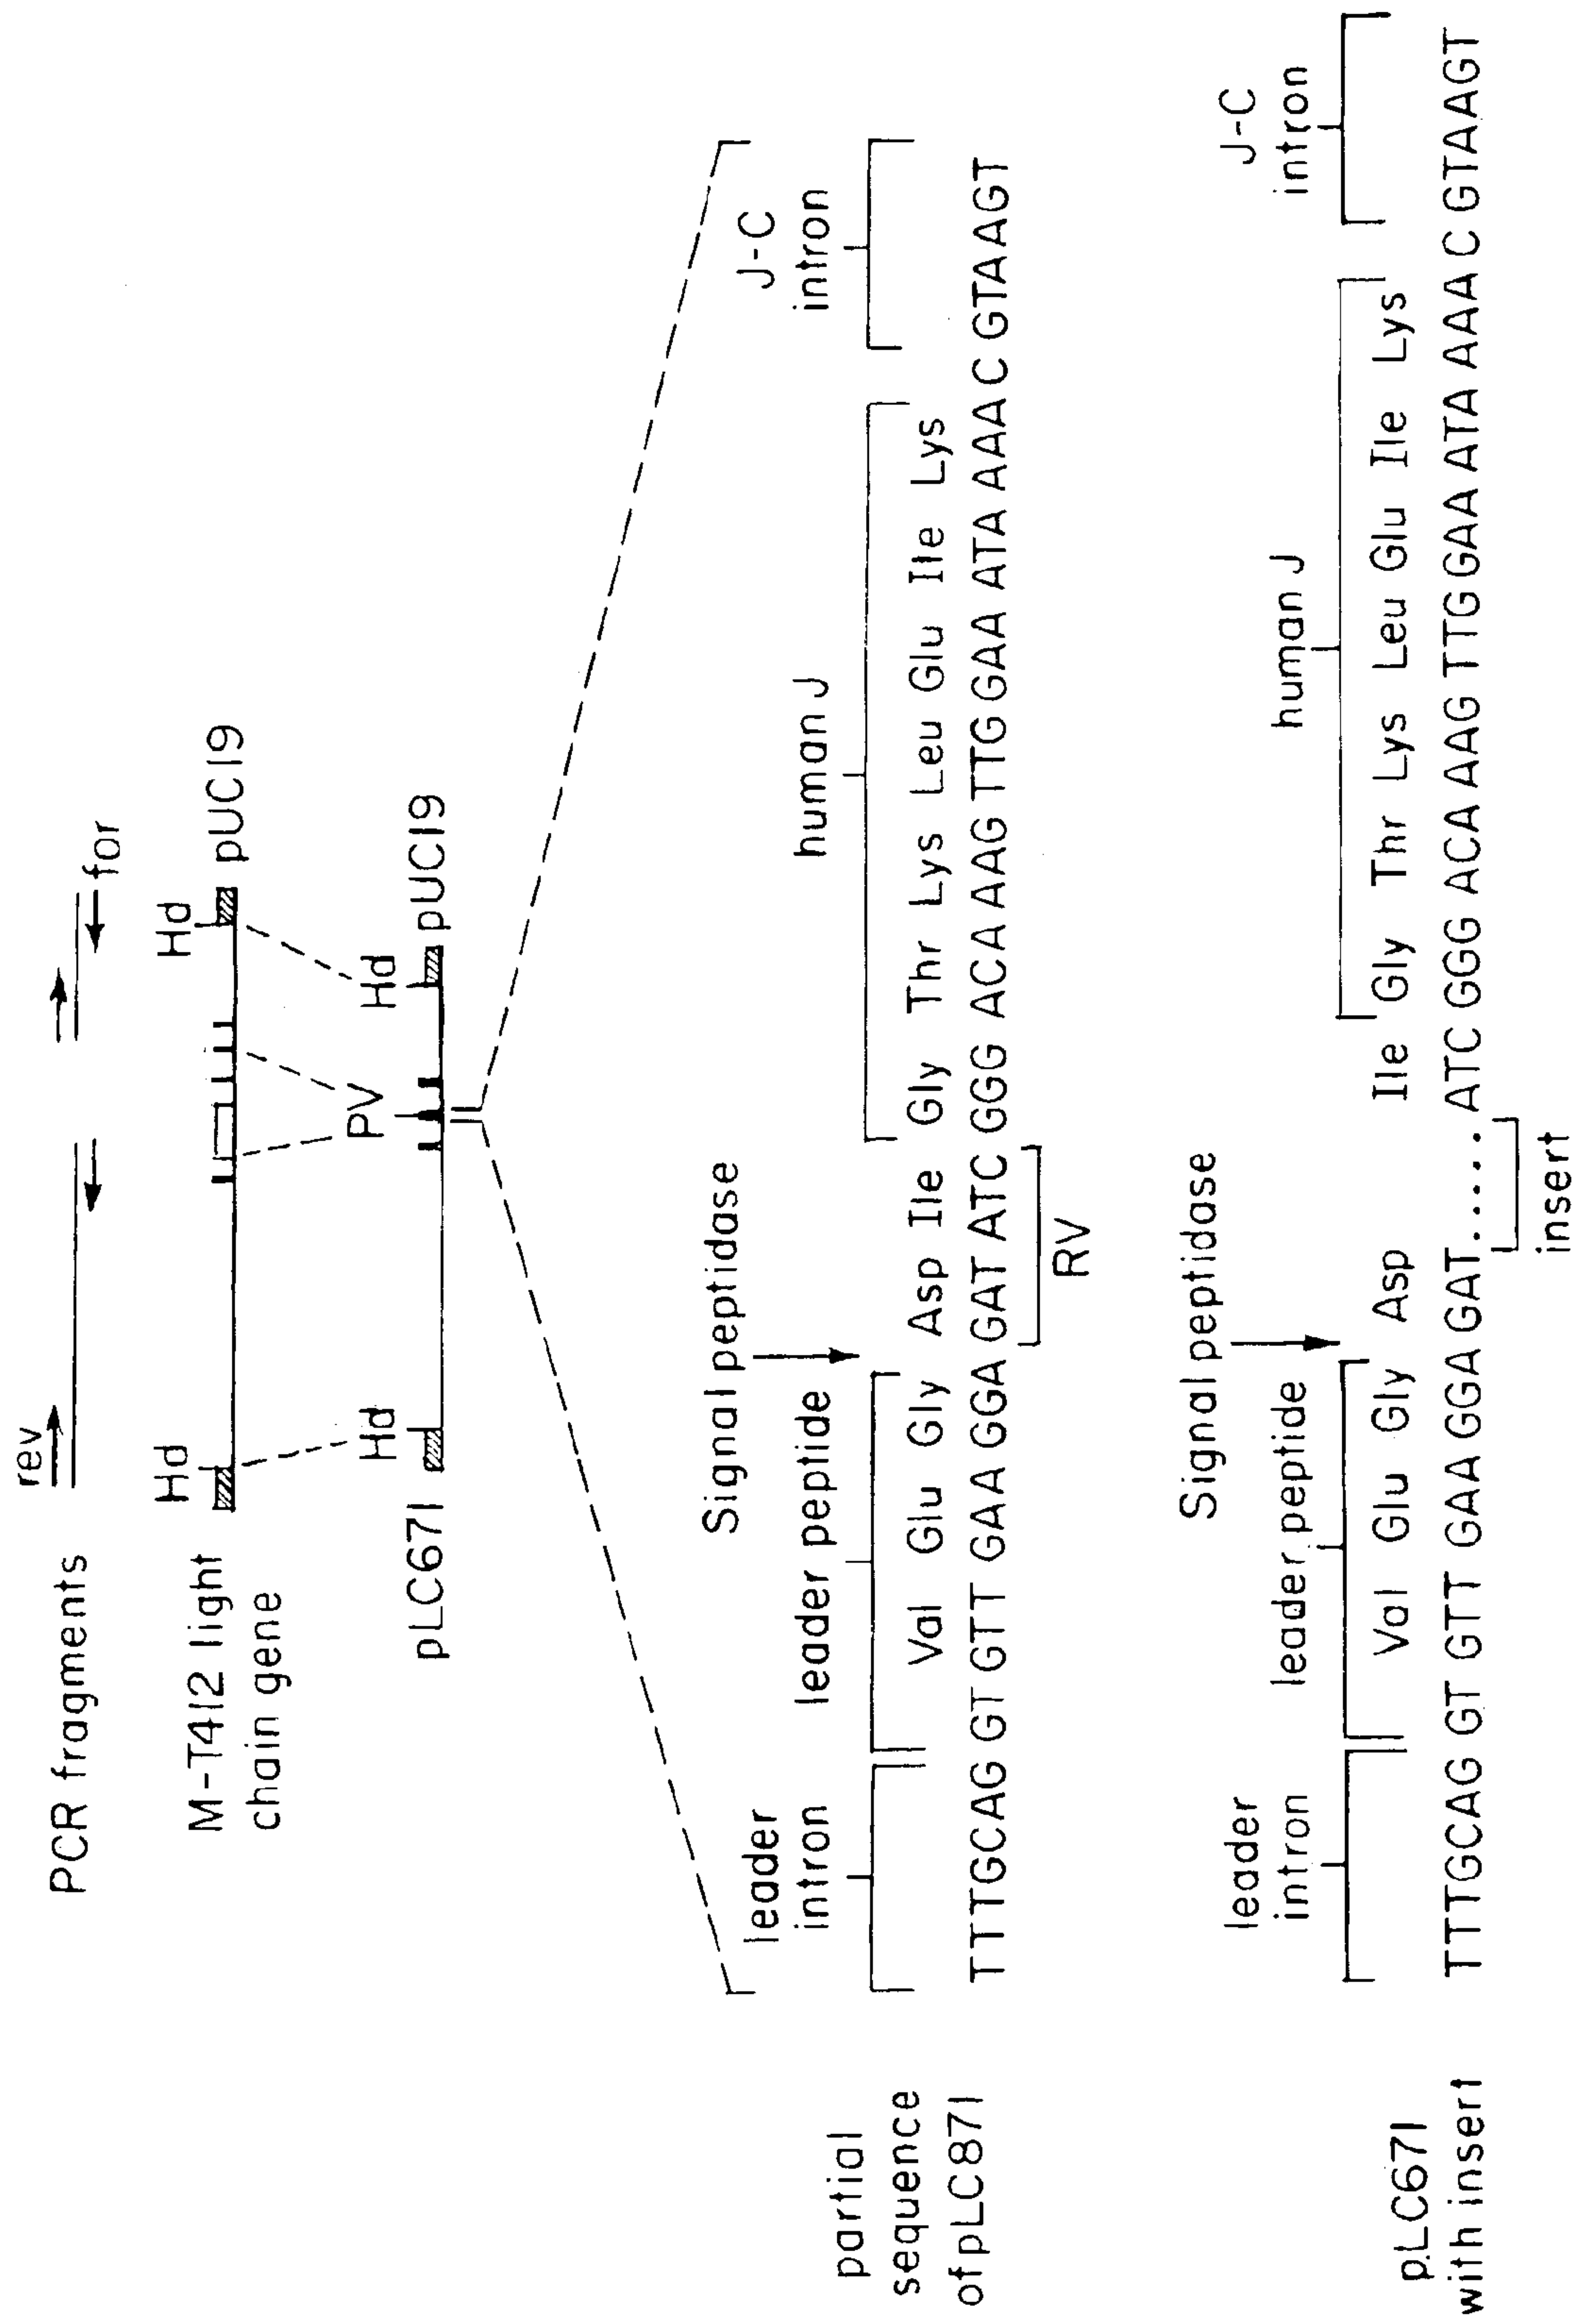 PCR fragments
rev
for
M-T412 light
chain gene
Hd
Hd
pUC19
pLC671
Hd
PV
Hd
pUC19
leader
intron
Signal peptidase
leader peptide
human J
J-C
intron
Val Glu Gly Asp Ile Gly Thr Lys Leu Glu Ile Lys
partial
sequence
of pLC871
TTTGCAG GT GTT GAA GGA GAT ATC GGG ACA AAG TTG GAA ATA AAA C GTAAGT
RV
leader
intron
Signal peptidase
leader peptide
human J
J-C
intron
Val Glu Gly Asp Ile Gly Thr Lys Leu Glu Ile Lys
pLC671
with insert
TTTGCAG GT GTT GAA GGA GAT..... ATC GGG ACA AAG TTG GAA ATA AAA C GTAAGT
insert